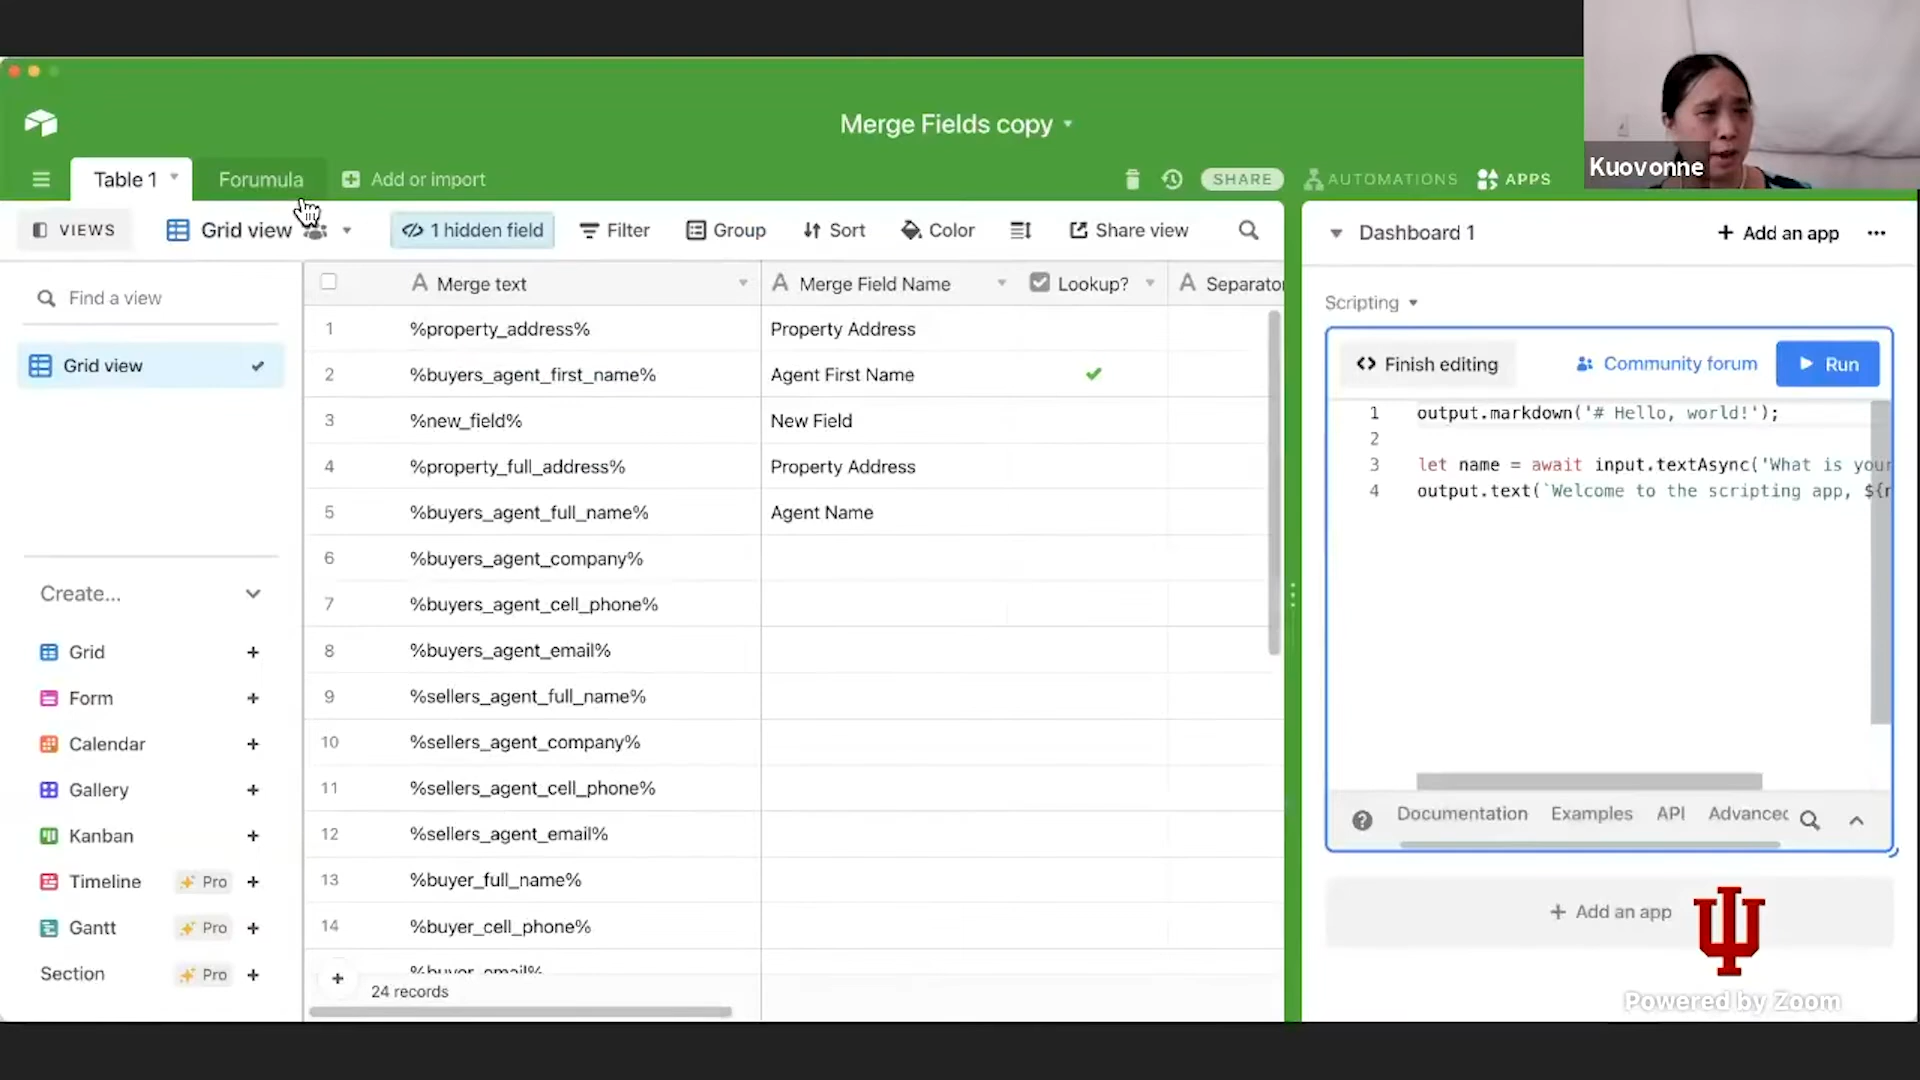 Merge Fields copy
Kuovonne
Table 1
Forumula
Add or import
SHARE
AUTOMATIONS
APPS
VIEWS
Grid view
1 hidden field
Filter
Group
Sort
Color
Share view
Find a view
Grid view
Create...
Grid
Form
Calendar
Gallery
Kanban
Timeline Pro
Gantt Pro
Section Pro
Merge text Merge Field Name Lookup? Separato
1 %property_address% Property Address
2 %buyers_agent_first_name% Agent First Name
3 %new_field% New Field
4 %property_full_address% Property Address
5 %buyers_agent_full_name% Agent Name
6 %buyers_agent_company%
7 %buyers_agent_cell_phone%
8 %buyers_agent_email%
9 %sellers_agent_full_name%
10 %sellers_agent_company%
11 %sellers_agent_cell_phone%
12 %sellers_agent_email%
13 %buyer_full_name%
14 %buyer_cell_phone%
%buyer_email%
+
24 records
Dashboard 1
+ Add an app
Scripting
<> Finish editing
Community forum
Run
1 output.markdown('# Hello, world!');
2
3 let name = await input.textAsync('What is your
4 output.text(`Welcome to the scripting app, ${n
Documentation
Examples
API
Advanced
+ Add an app
Powered by Zoom